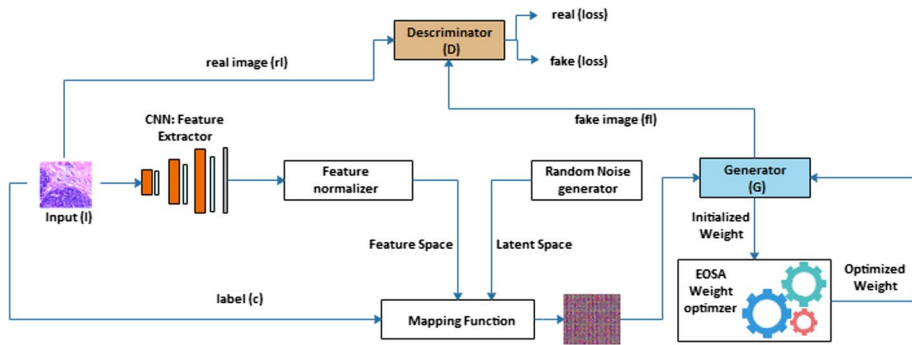 real (loss)
Descriminator
(D)
fake (loss)
real image (rI)
CNN: Feature
Extractor
fake image (fI)
Feature
normalizer
Random Noise
generator
Generator
(G)
Input (I)
Initialized
Weight
Feature Space
Latent Space
EOSA
Weight
optimzer
Optimized
Weight
label (c)
Mapping Function